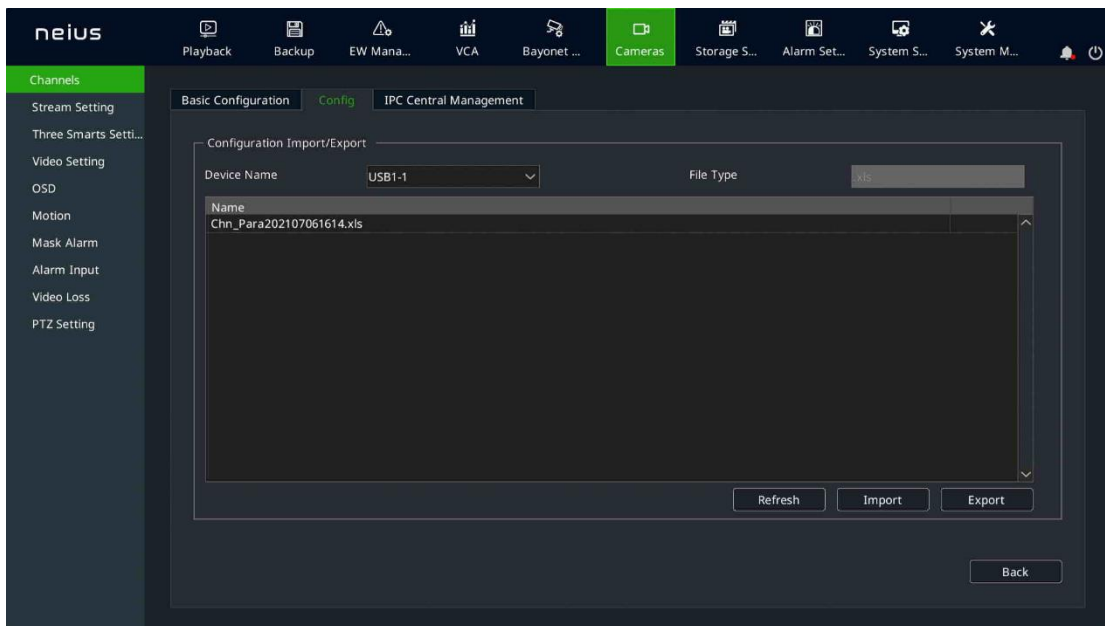 neius
Playback Backup EW Mana... VCA Bayonet ... Cameras Storage S... Alarm Set... System S... System M...
Channels
Stream Setting
Three Smarts Setti...
Video Setting
OSD
Motion
Mask Alarm
Alarm Input
Video Loss
PTZ Setting
Basic Configuration Config IPC Central Management
Configuration Import/Export
Device Name USB1-1 File Type .xls
Name
Chn_Para202107061614.xls
Refresh Import Export
Back